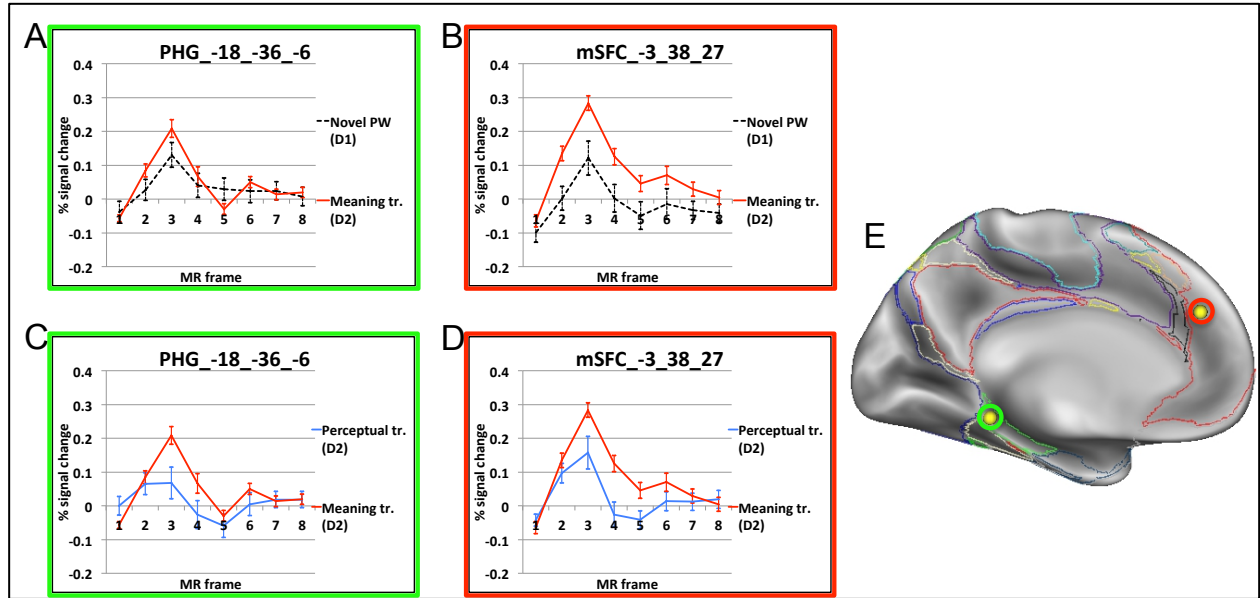 A
PHG_-18_-36_-6
0.4
0.3
0.2
0.1
0
-0.1
-0.2
% signal change
1 2 3 4 5 6 7 8
MR frame
Novel PW
(D1)
Meaning tr.
(D2)
B
mSFC_-3_38_27
0.4
0.3
0.2
0.1
0
-0.1
-0.2
% signal change
1 2 3 4 5 6 7 8
MR frame
Novel PW
(D1)
Meaning tr.
(D2)
C
PHG_-18_-36_-6
0.4
0.3
0.2
0.1
0
-0.1
-0.2
% signal change
1 2 3 4 5 6 7 8
MR frame
Perceptual tr.
(D2)
Meaning tr.
(D2)
D
mSFC_-3_38_27
0.4
0.3
0.2
0.1
0
-0.1
-0.2
% signal change
1 2 3 4 5 6 7 8
MR frame
Perceptual tr.
(D2)
Meaning tr.
(D2)
E